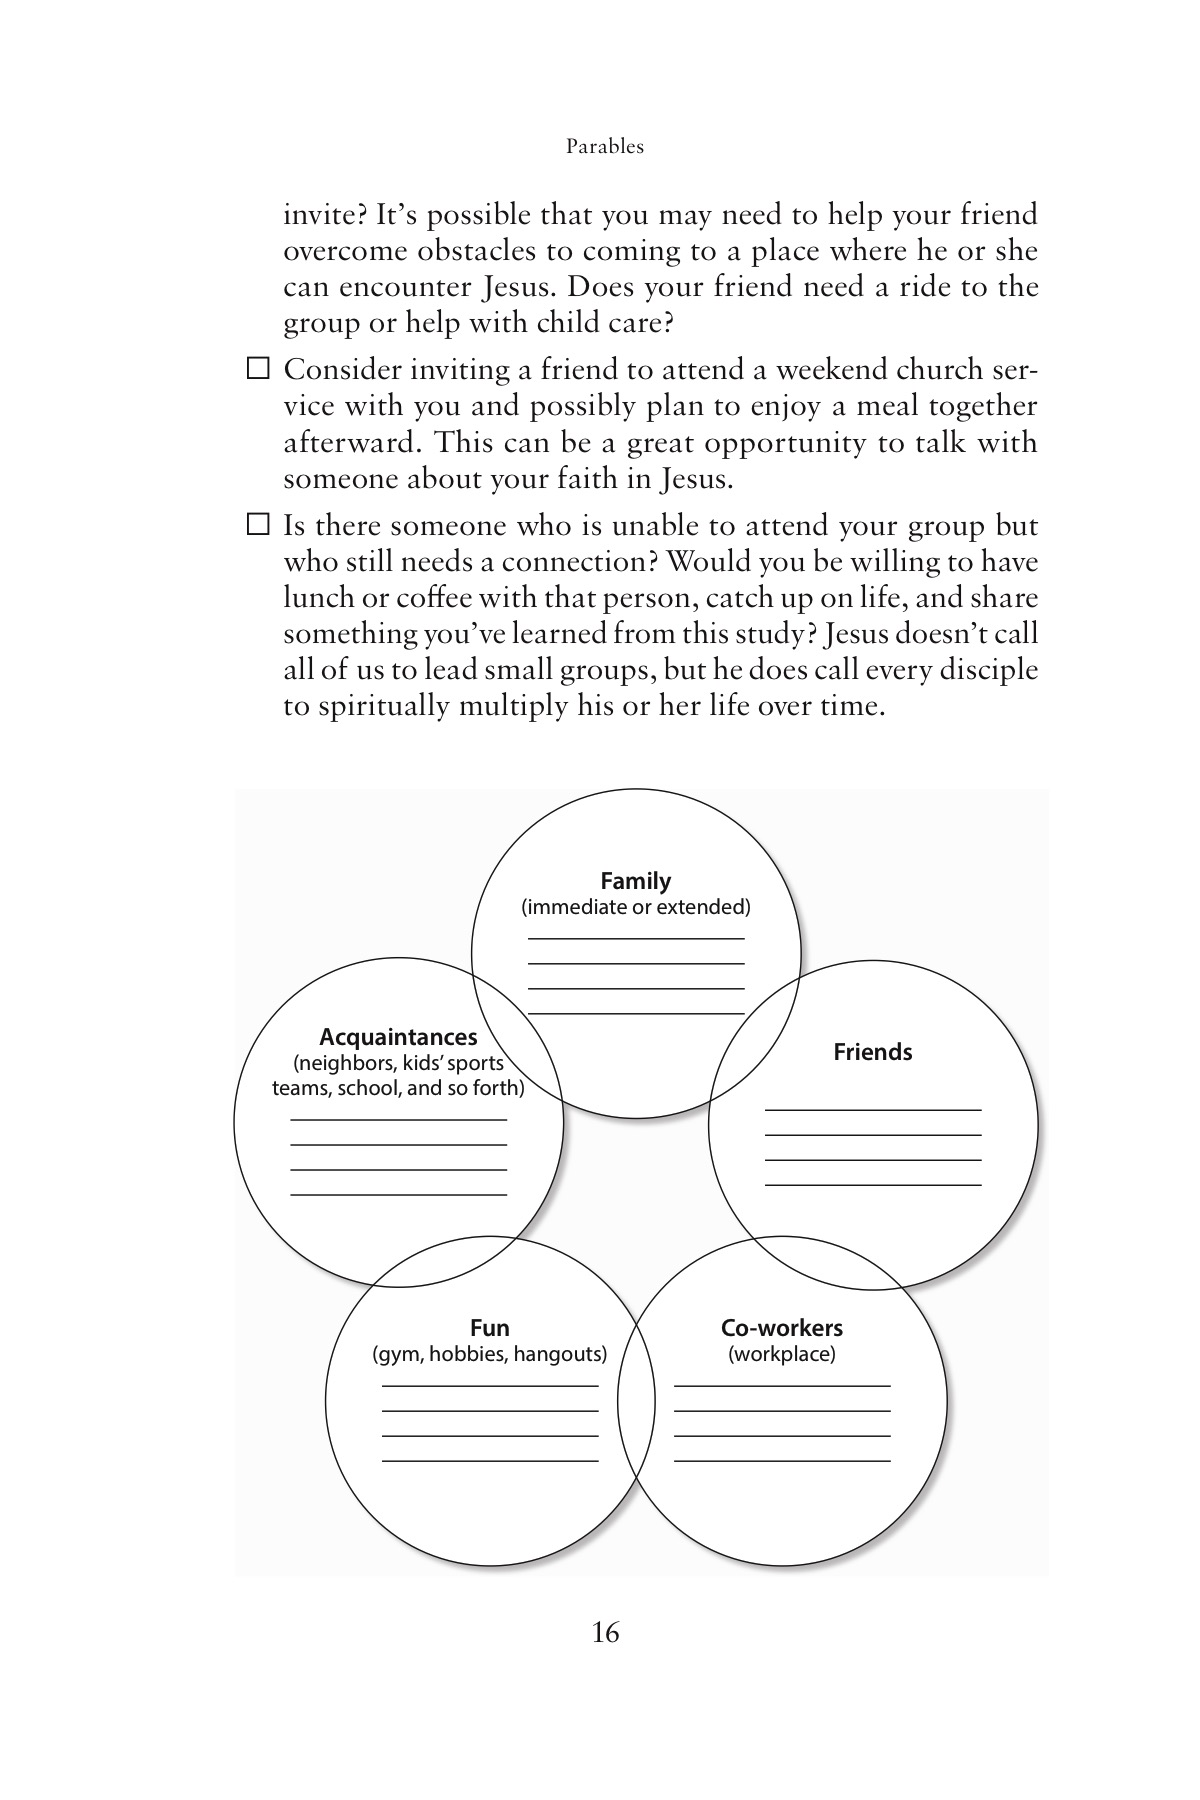 Parables
invite? It’s possible that you may need to help your friend
overcome obstacles to coming to a place where he or she
can encounter Jesus. Does your friend need a ride to the
group or help with child care?
☐ Consider inviting a friend to attend a weekend church ser-
vice with you and possibly plan to enjoy a meal together
afterward. This can be a great opportunity to talk with
someone about your faith in Jesus.
☐ Is there someone who is unable to attend your group but
who still needs a connection? Would you be willing to have
lunch or coffee with that person, catch up on life, and share
something you’ve learned from this study? Jesus doesn’t call
all of us to lead small groups, but he does call every disciple
to spiritually multiply his or her life over time.
Family
(immediate or extended)
Acquaintances
(neighbors, kids’ sports
teams, school, and so forth)
Friends
Fun
(gym, hobbies, hangouts)
Co-workers
(workplace)
16